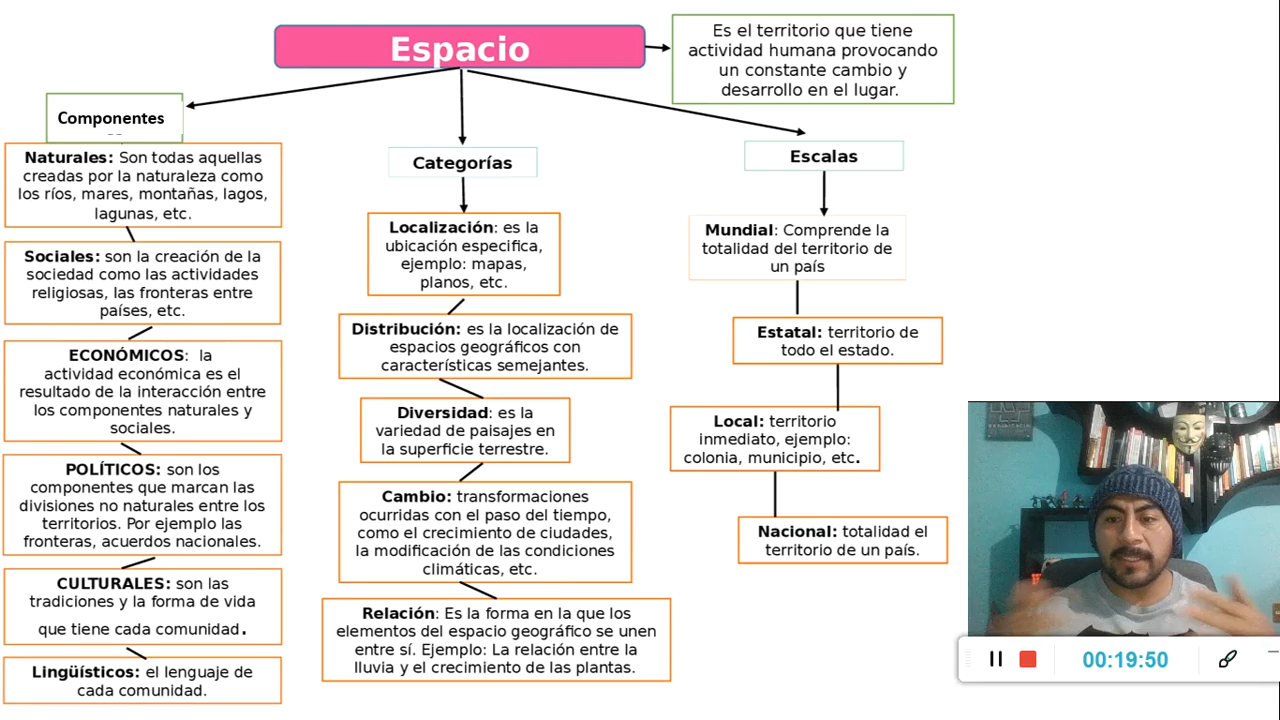 Espacio
Es el territorio que tiene
actividad humana provocando
un constante cambio y
desarrollo en el lugar.
Componentes
Naturales: Son todas aquellas
creadas por la naturaleza como
los ríos, mares, montañas, lagos,
lagunas, etc.
Sociales: son la creación de la
sociedad como las actividades
religiosas, las fronteras entre
países, etc.
ECONÓMICOS: la
actividad económica es el
resultado de la interacción entre
los componentes naturales y
sociales.
POLÍTICOS: son los
componentes que marcan las
divisiones no naturales entre los
territorios. Por ejemplo las
fronteras, acuerdos nacionales.
CULTURALES: son las
tradiciones y la forma de vida
que tiene cada comunidad.
Lingüísticos: el lenguaje de
cada comunidad.
Categorías
Localización: es la
ubicación especifica,
ejemplo: mapas,
planos, etc.
Distribución: es la localización de
espacios geográficos con
características semejantes.
Diversidad: es la
variedad de paisajes en
la superficie terrestre.
Cambio: transformaciones
ocurridas con el paso del tiempo,
como el crecimiento de ciudades,
la modificación de las condiciones
climáticas, etc.
Relación: Es la forma en la que los
elementos del espacio geográfico se unen
entre sí. Ejemplo: La relación entre la
lluvia y el crecimiento de las plantas.
Escalas
Mundial: Comprende la
totalidad del territorio de
un país
Estatal: territorio de
todo el estado.
Local: territorio
inmediato, ejemplo:
colonia, municipio, etc.
Nacional: totalidad el
territorio de un país.
00:19:50